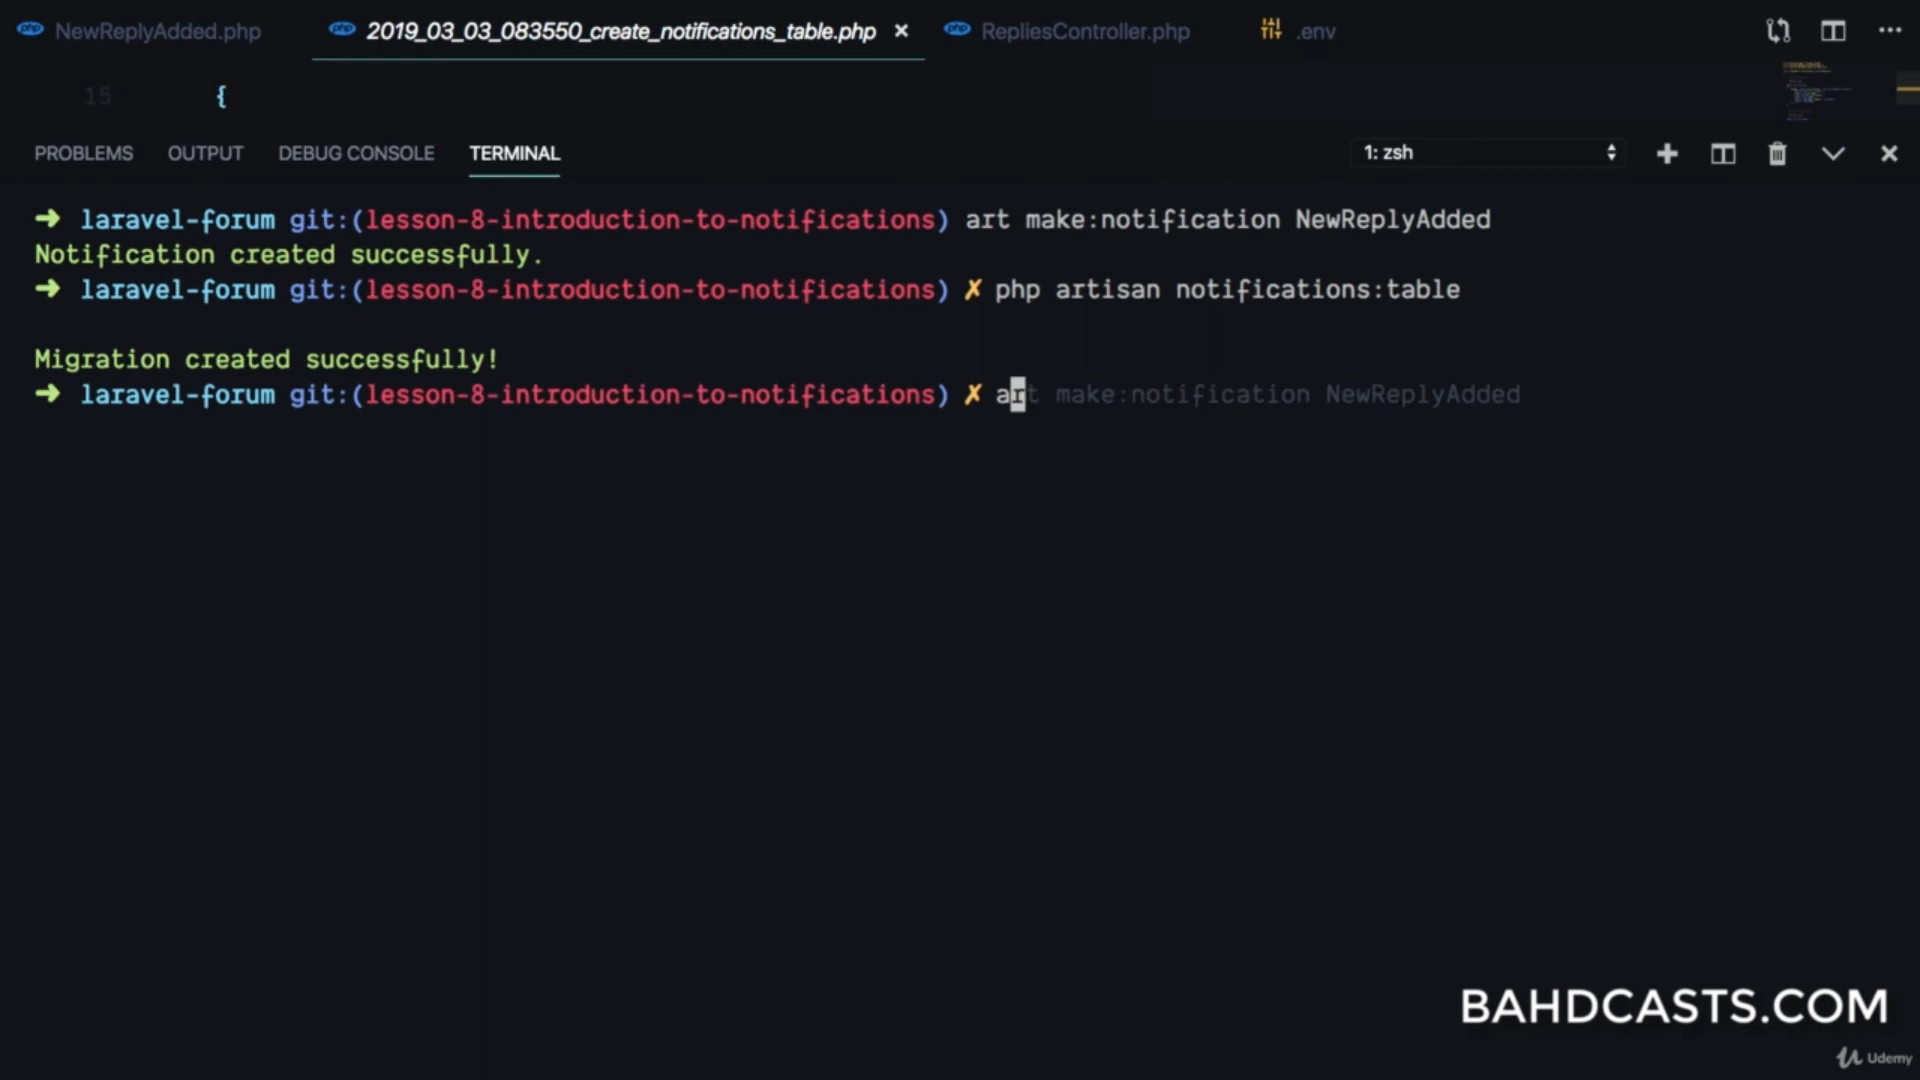 NewReplyAdded.php 2019_03_03_083550_create_notifications_table.php RepliesController.php .env
15 {
PROBLEMS OUTPUT DEBUG CONSOLE TERMINAL 1: zsh
➜ laravel-forum git:(lesson-8-introduction-to-notifications) art make:notification NewReplyAdded
Notification created successfully.
➜ laravel-forum git:(lesson-8-introduction-to-notifications) ✗ php artisan notifications:table
Migration created successfully!
➜ laravel-forum git:(lesson-8-introduction-to-notifications) ✗ art make:notification NewReplyAdded
BAHDCASTS.COM
Udemy